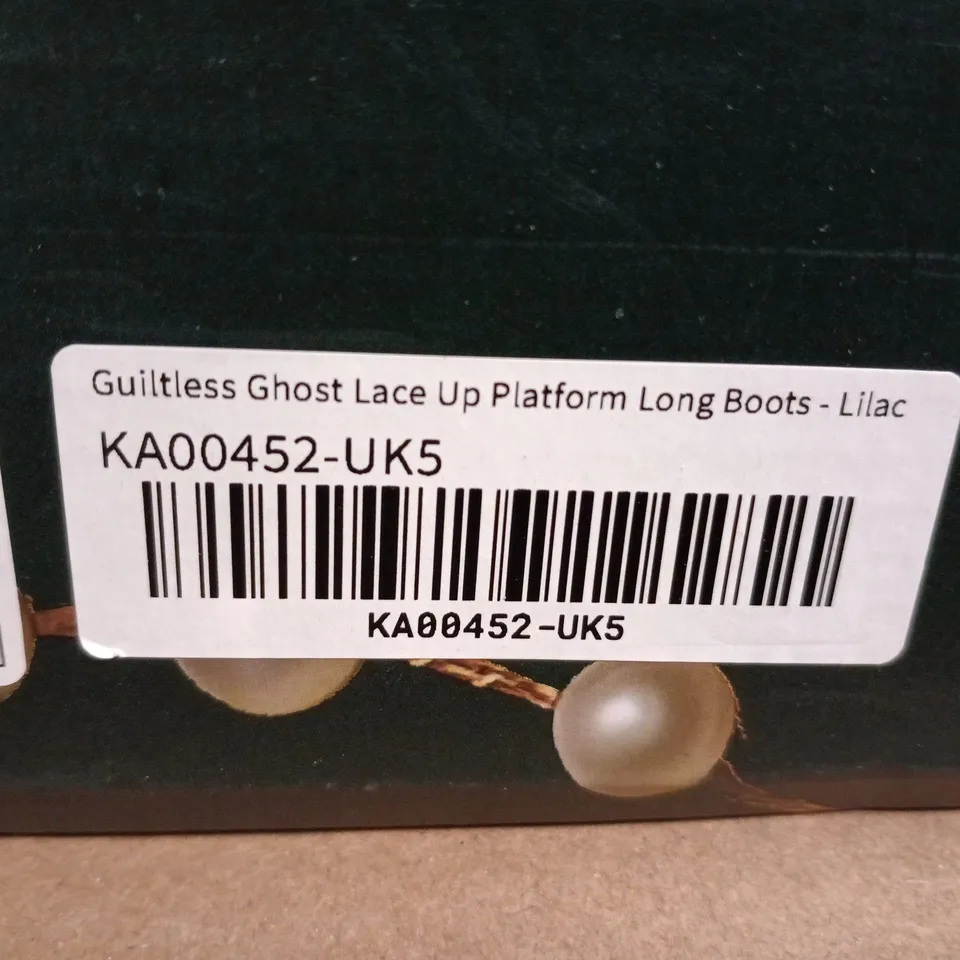 Guiltless Ghost Lace Up Platform Long Boots - Lilac
KA00452-UK5
KA00452-UK5